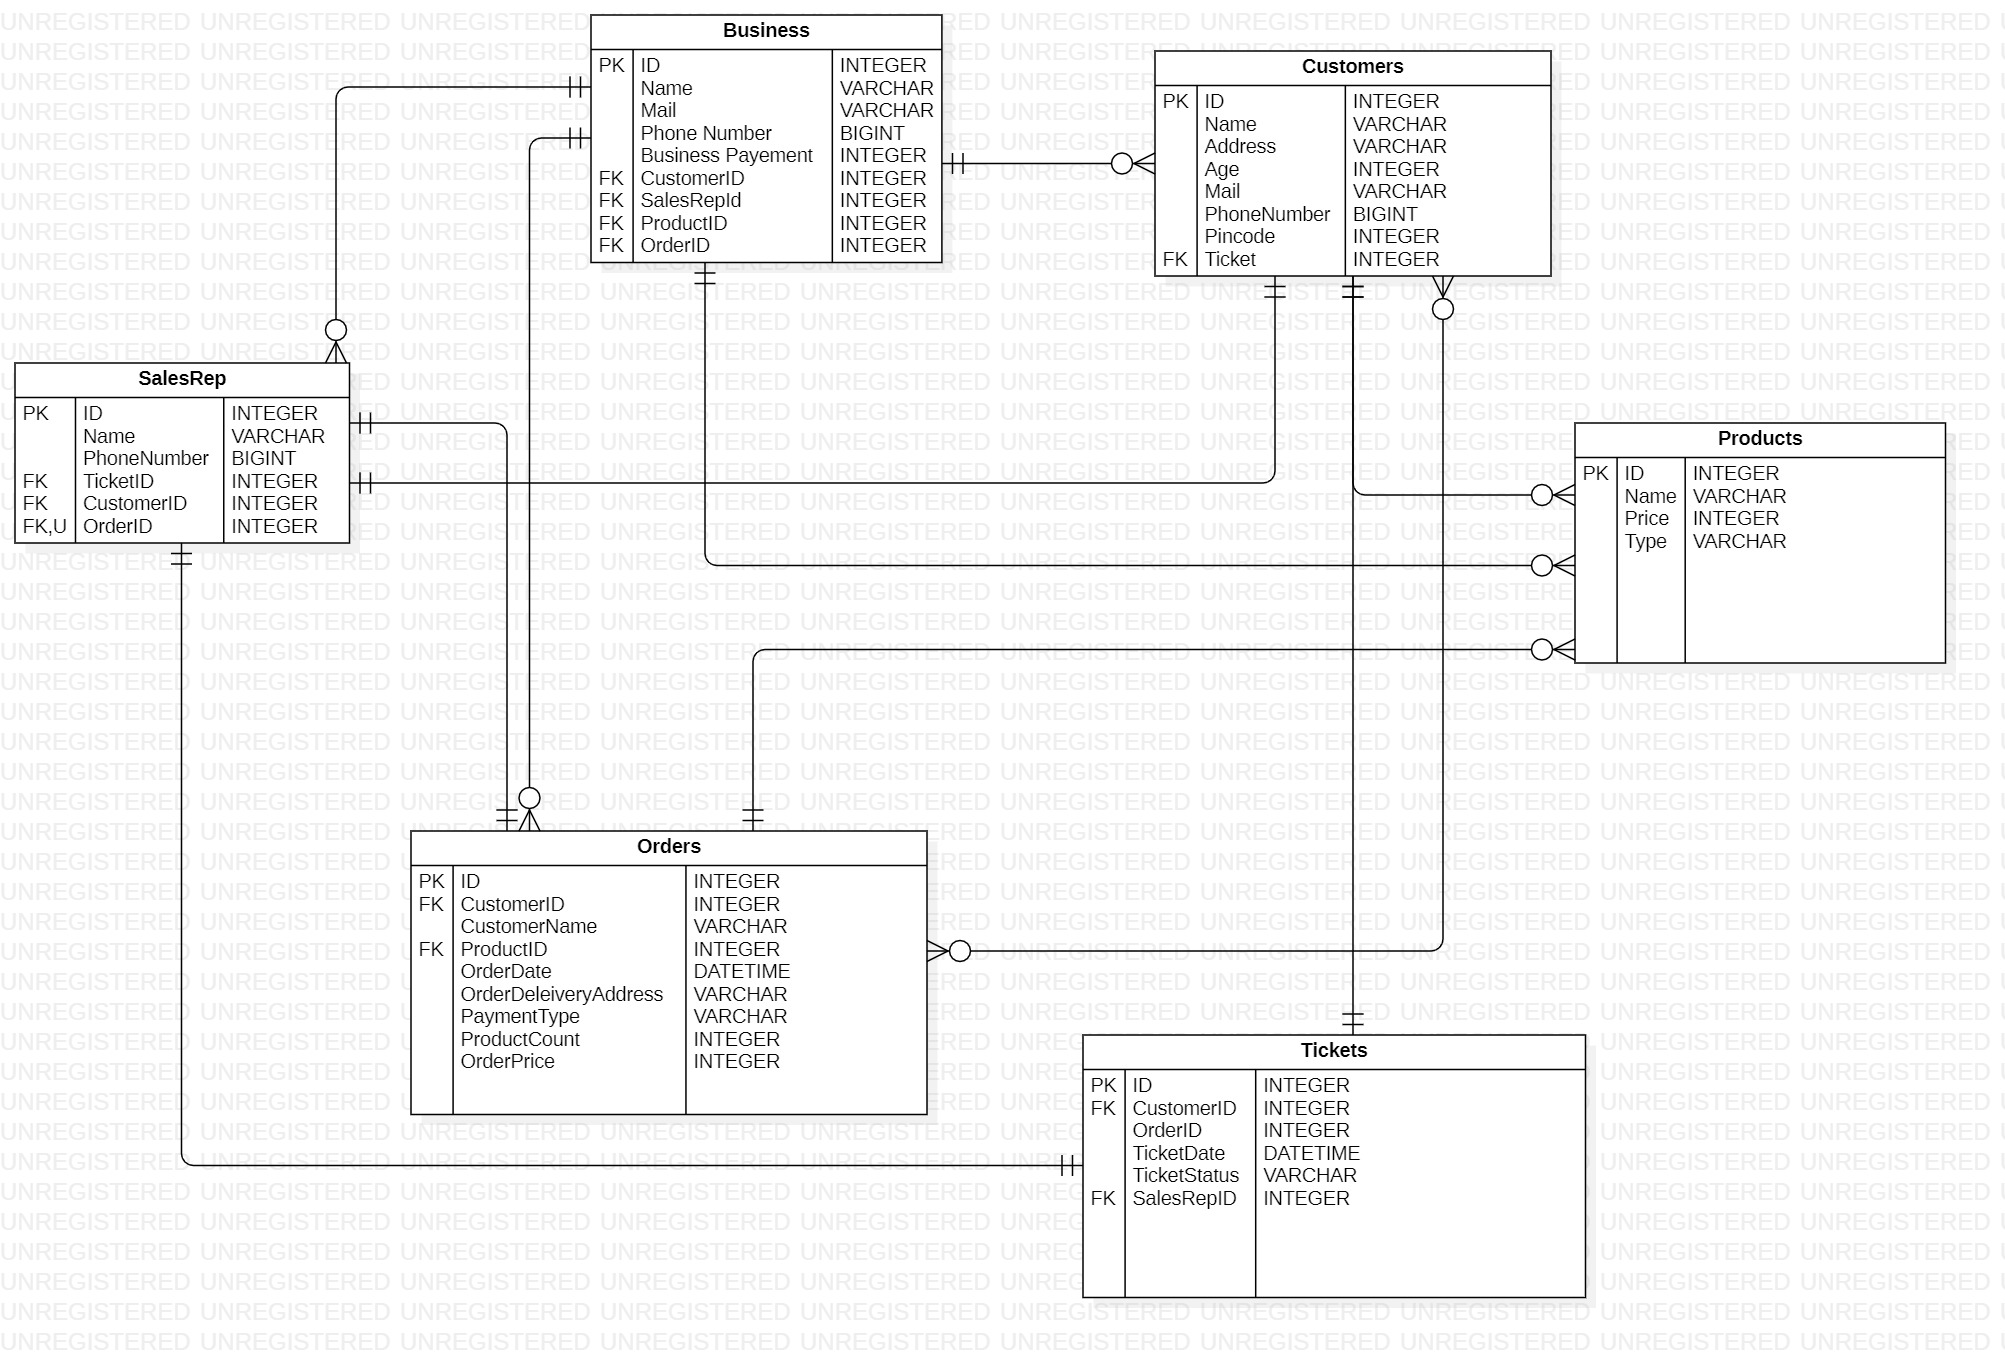 Business
PK ID INTEGER
Name VARCHAR
Mail VARCHAR
Phone Number BIGINT
Business Payement INTEGER
FK CustomerID INTEGER
FK SalesRepId INTEGER
FK ProductID INTEGER
FK OrderID INTEGER
Customers
PK ID INTEGER
Name VARCHAR
Address VARCHAR
Age INTEGER
Mail VARCHAR
PhoneNumber BIGINT
Pincode INTEGER
FK Ticket INTEGER
SalesRep
PK ID INTEGER
Name VARCHAR
PhoneNumber BIGINT
FK TicketID INTEGER
FK CustomerID INTEGER
FK,U OrderID INTEGER
Products
PK ID INTEGER
Name VARCHAR
Price INTEGER
Type VARCHAR
Orders
PK ID INTEGER
FK CustomerID INTEGER
CustomerName VARCHAR
FK ProductID INTEGER
OrderDate DATETIME
OrderDeleiveryAddress VARCHAR
PaymentType VARCHAR
ProductCount INTEGER
OrderPrice INTEGER
Tickets
PK ID INTEGER
FK CustomerID INTEGER
OrderID INTEGER
TicketDate DATETIME
TicketStatus VARCHAR
FK SalesRepID INTEGER
UNREGISTERED